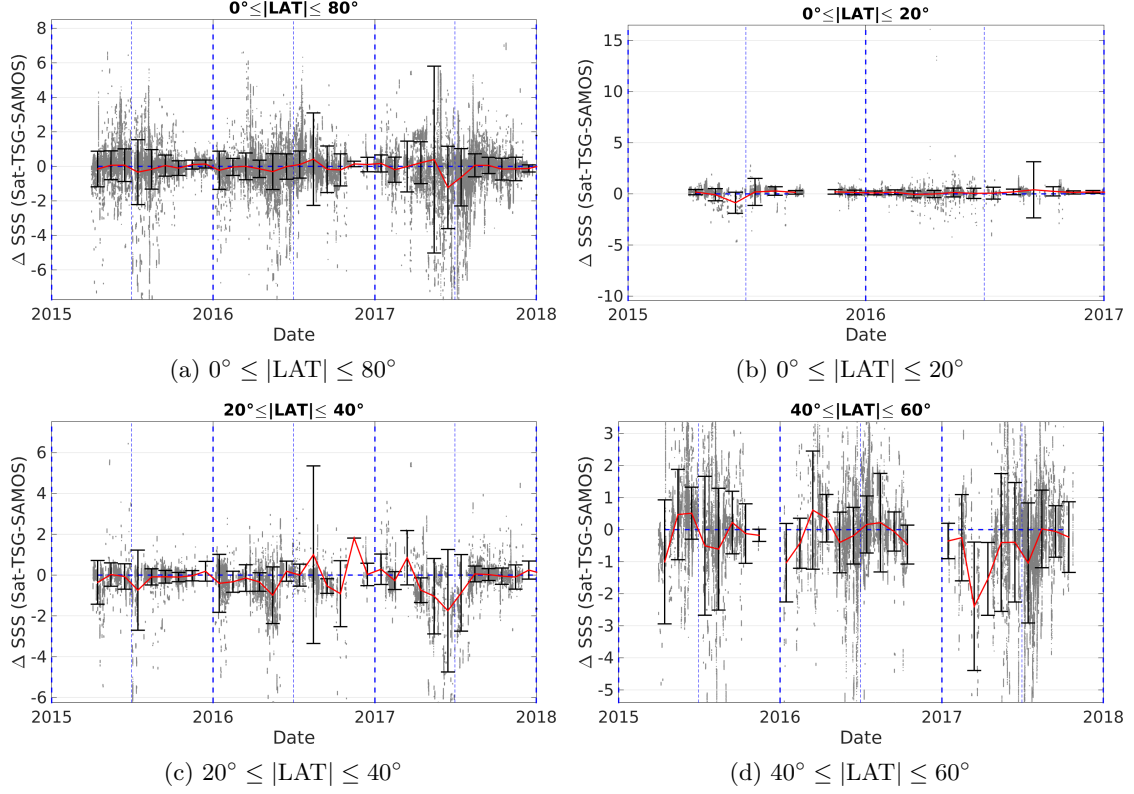 0°≤|LAT|≤ 80°
Δ SSS (Sat-TSG-SAMOS)
8
6
4
2
0
-2
-4
-6
2015
2016
2017
2018
Date
(a) 0° ≤ |LAT| ≤ 80°
0°≤|LAT|≤ 20°
Δ SSS (Sat-TSG-SAMOS)
15
10
5
0
-5
-10
2015
2016
2017
Date
(b) 0° ≤ |LAT| ≤ 20°
20°≤|LAT|≤ 40°
Δ SSS (Sat-TSG-SAMOS)
6
4
2
0
-2
-4
-6
2015
2016
2017
2018
Date
(c) 20° ≤ |LAT| ≤ 40°
40°≤|LAT|≤ 60°
Δ SSS (Sat-TSG-SAMOS)
3
2
1
0
-1
-2
-3
-4
-5
2015
2016
2017
2018
Date
(d) 40° ≤ |LAT| ≤ 60°